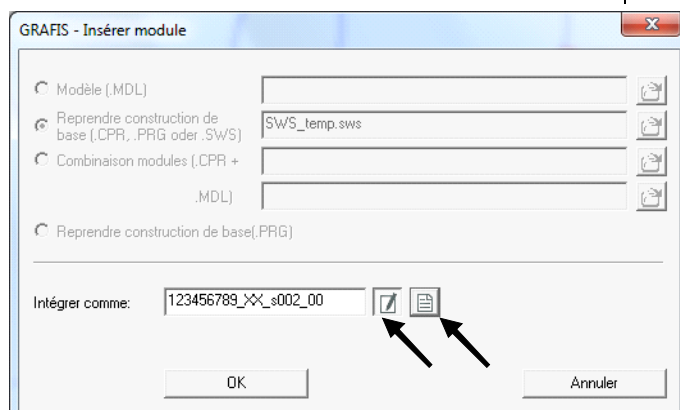 GRAFIS - Insérer module
x
Modèle (.MDL)
Reprendre construction de
base (.CPR, .PRG oder .SWS)
SWS_temp.sws
Combinaison modules (.CPR +
.MDL)
Reprendre construction de base(.PRG)
Intégrer comme:
123456789_XX_s002_00
OK
Annuler